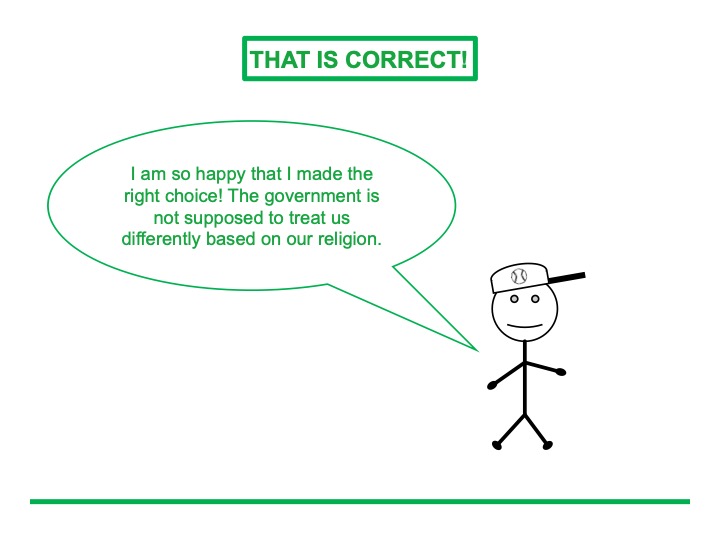 THAT IS CORRECT!
I am so happy that I made the
right choice! The government is
not supposed to treat us
differently based on our religion.